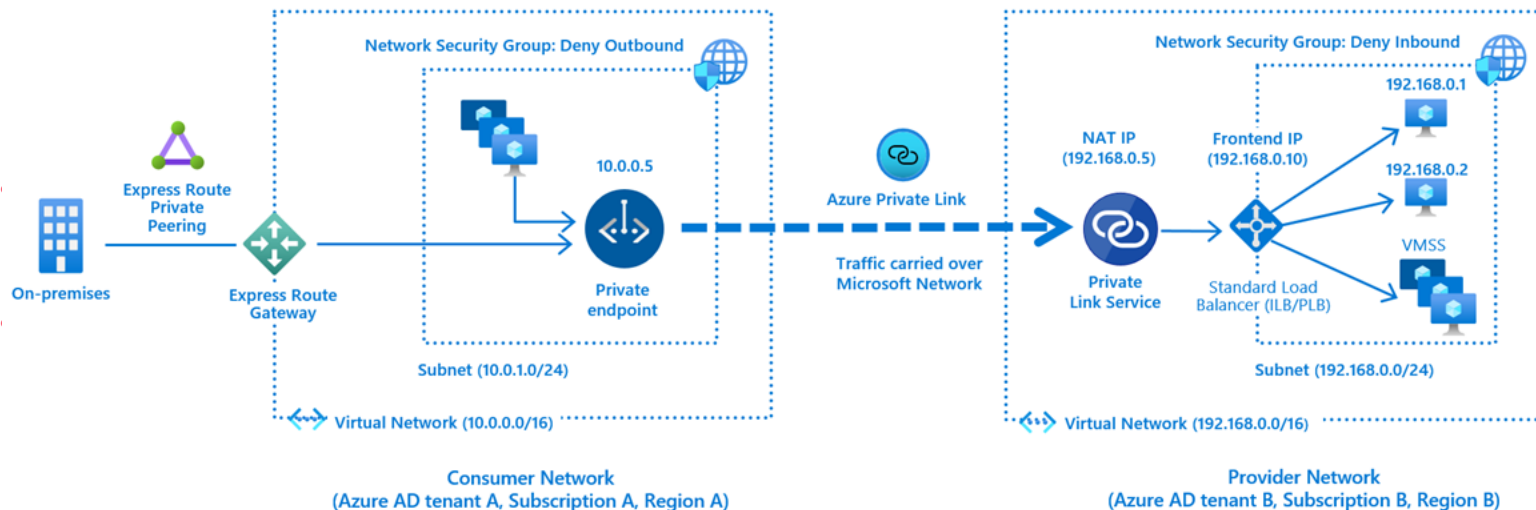 Network Security Group: Deny Outbound
Network Security Group: Deny Inbound
192.168.0.1
NAT IP
(192.168.0.5)
Frontend IP
(192.168.0.10)
10.0.0.5
192.168.0.2
Express Route
Private
Peering
Azure Private Link
VMSS
Traffic carried over
Microsoft Network
On-premises
Express Route
Gateway
Private
endpoint
Private
Link Service
Standard Load
Balancer (ILB/PLB)
Subnet (10.0.1.0/24)
Subnet (192.168.0.0/24)
Virtual Network (10.0.0.0/16)
Virtual Network (192.168.0.0/16)
Consumer Network
(Azure AD tenant A, Subscription A, Region A)
Provider Network
(Azure AD tenant B, Subscription B, Region B)